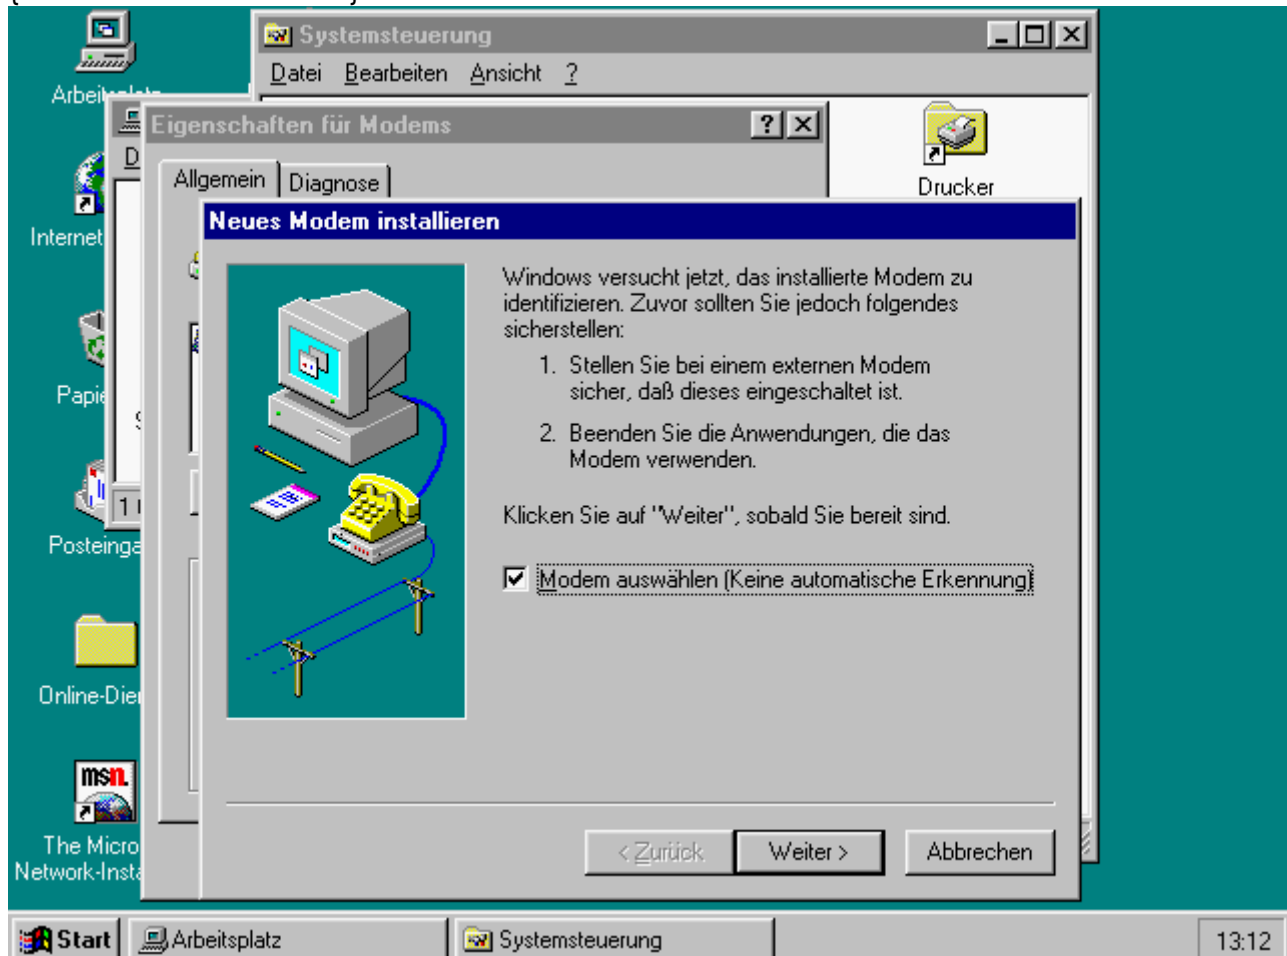 Systemsteuerung
Datei Bearbeiten Ansicht ?
Eigenschaften für Modems
Allgemein Diagnose
Drucker
Neues Modem installieren
Windows versucht jetzt, das installierte Modem zu
identifizieren. Zuvor sollten Sie jedoch folgendes
sicherstellen:
1. Stellen Sie bei einem externen Modem
sicher, daß dieses eingeschaltet ist.
2. Beenden Sie die Anwendungen, die das
Modem verwenden.
Klicken Sie auf "Weiter", sobald Sie bereit sind.
Modem auswählen (Keine automatische Erkennung)
< Zurück Weiter > Abbrechen
Internet
Papie
Posteinga
Online-Dien
msn.
The Micro
Network-Insta
Start Arbeitsplatz Systemsteuerung 13:12